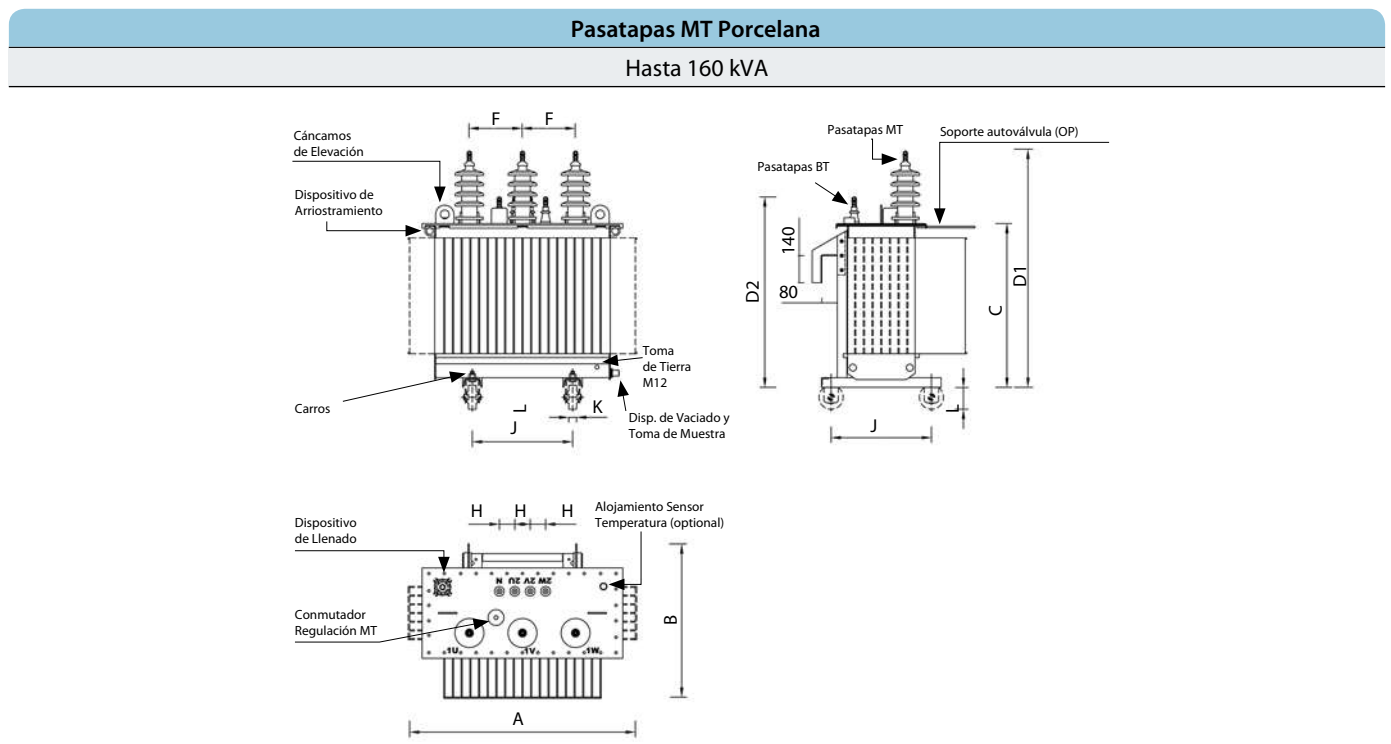 Pasatapas MT Porcelana
Hasta 160 kVA
F F
Cáncamos
de Elevación
Dispositivo de
Arriostramiento
Toma
de Tierra
M12
Carros
L
K
J
Disp. de Vaciado y
Toma de Muestra
Pasatapas MT
Soporte autoválvula (OP)
Pasatapas BT
140
80
D2
C
D1
L
J
H H H
Alojamiento Sensor
Temperatura (optional)
Dispositivo
de Llenado
N 2U 2V 2W
Conmutador
Regulación MT
B
1U 1V 1W
A